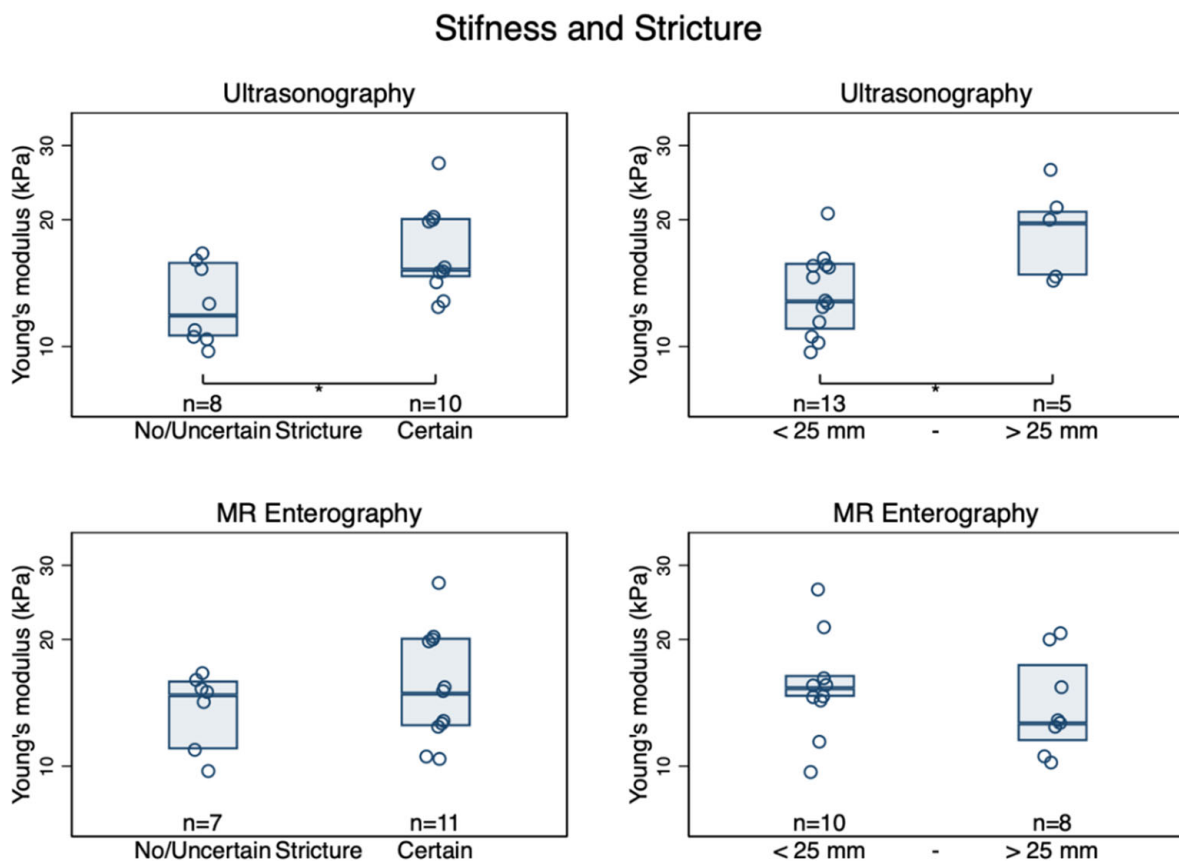 Stifness and Stricture
Ultrasonography
Young's modulus (kPa)
30
20
10
*
n=8 n=10
No/Uncertain Stricture Certain
Ultrasonography
Young's modulus (kPa)
30
20
10
*
n=13 n=5
< 25 mm - > 25 mm
MR Enterography
Young's modulus (kPa)
30
20
10
n=7 n=11
No/Uncertain Stricture Certain
MR Enterography
Young's modulus (kPa)
30
20
10
n=10 n=8
< 25 mm - > 25 mm